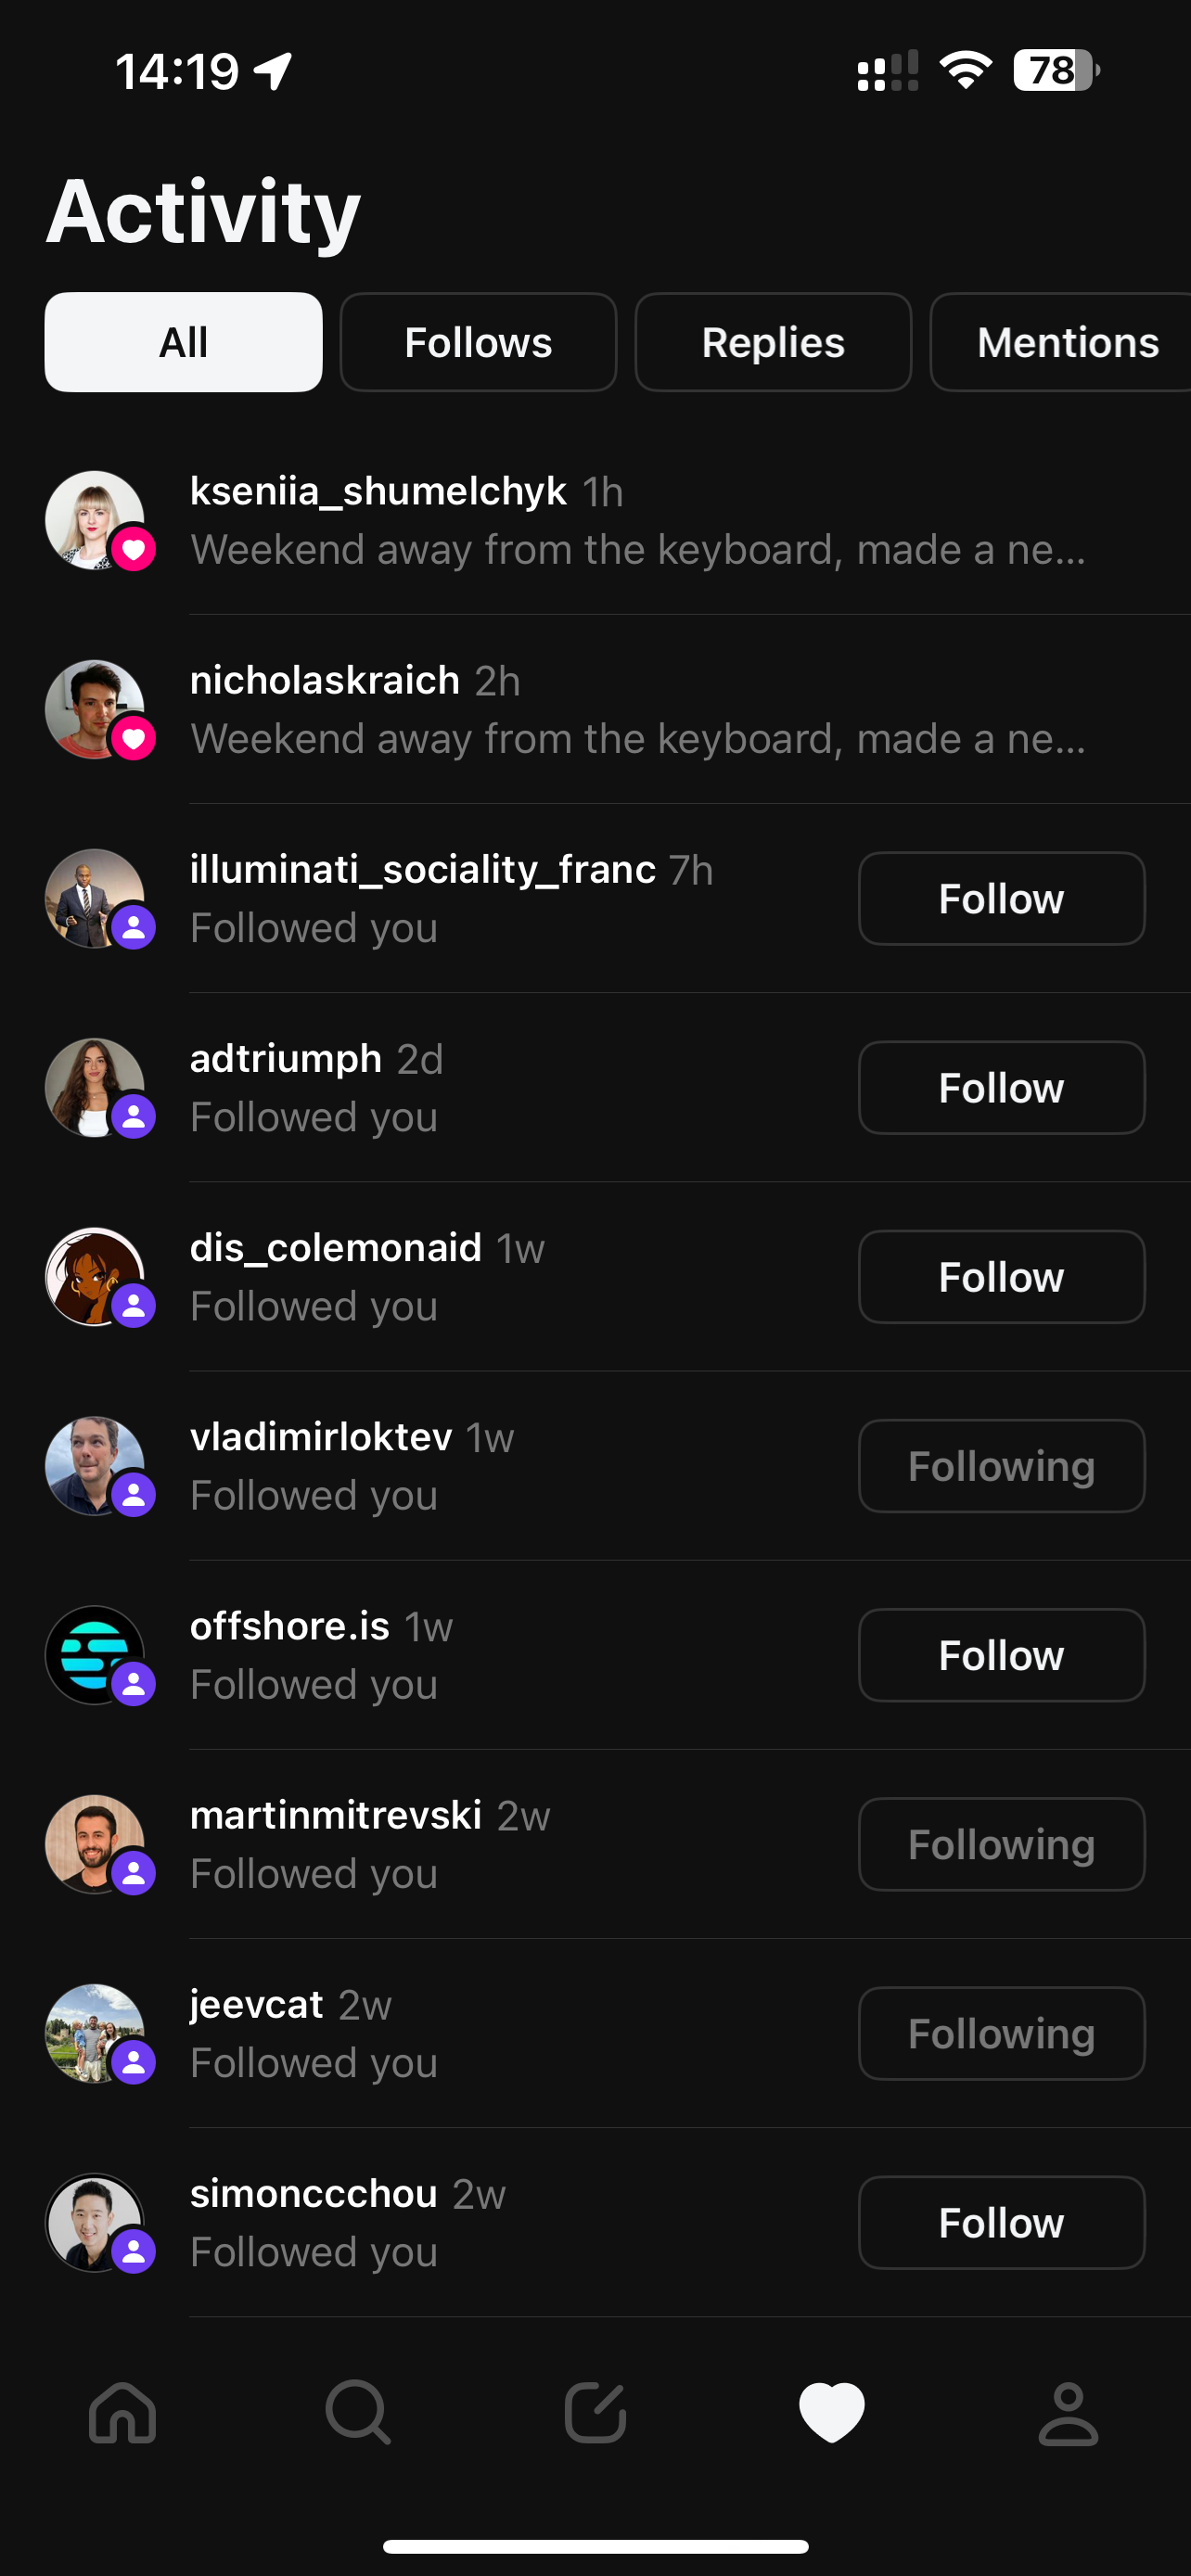 14:19
78
Activity
All
Follows
Replies
Mentions
kseniia_shumelchyk 1h
Weekend away from the keyboard, made a ne...
nicholaskraich 2h
Weekend away from the keyboard, made a ne...
illuminati_sociality_franc 7h
Followed you
Follow
adtriumph 2d
Followed you
Follow
dis_colemonaid 1w
Followed you
Follow
vladimirloktev 1w
Followed you
Following
offshore.is 1w
Followed you
Follow
martinmitrevski 2w
Followed you
Following
jeevcat 2w
Followed you
Following
simonccchou 2w
Followed you
Follow